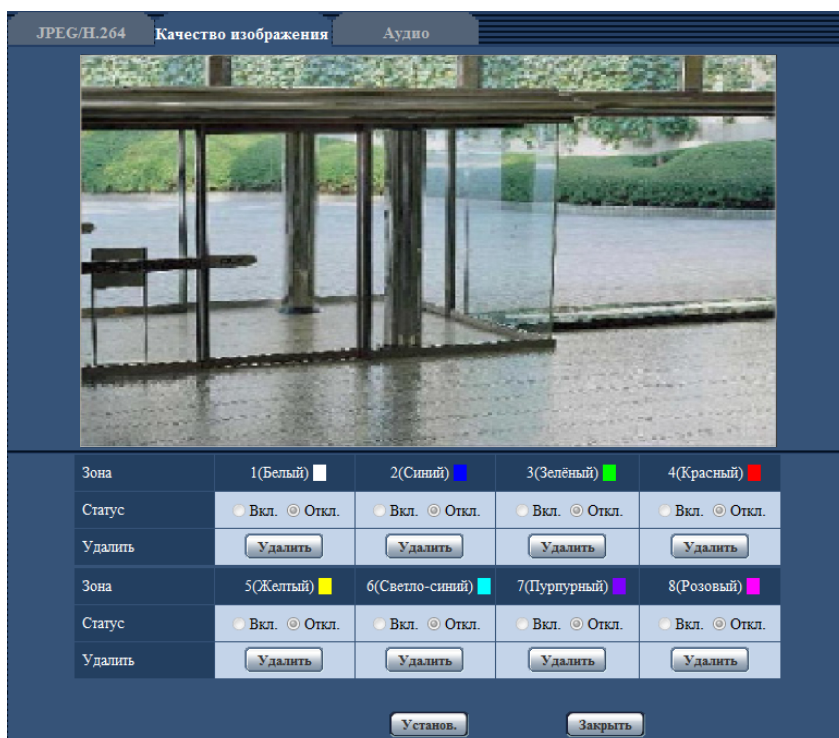 JPEG/H.264 Качество изображения Аудио
Зона 1(Белый) 2(Синий) 3(Зелёный) 4(Красный)
Статус Вкл. Откл. Вкл. Откл. Вкл. Откл. Вкл. Откл.
Удалить Удалить Удалить Удалить Удалить
Зона 5(Желтый) 6(Светло-синий) 7(Пурпурный) 8(Розовый)
Статус Вкл. Откл. Вкл. Откл. Вкл. Откл. Вкл. Откл.
Удалить Удалить Удалить Удалить Удалить
Установ. Закрыть